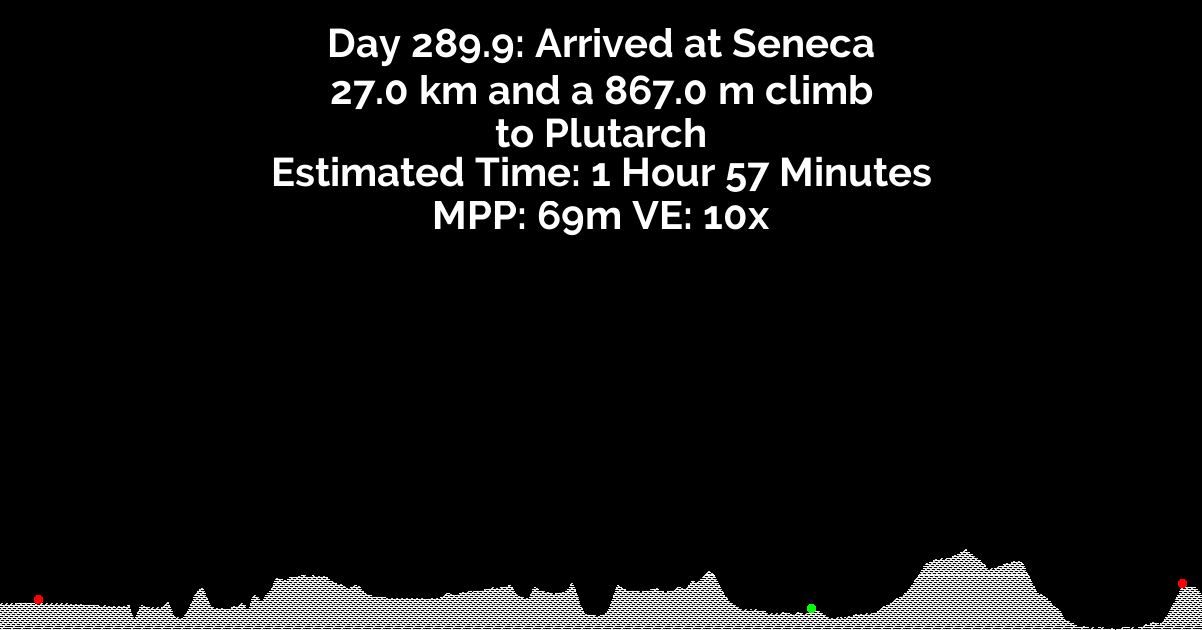 Day 289.9: Arrived at Seneca
27.0 km and a 867.0 m climb
to Plutarch
Estimated Time: 1 Hour 57 Minutes
MPP: 69m VE: 10x